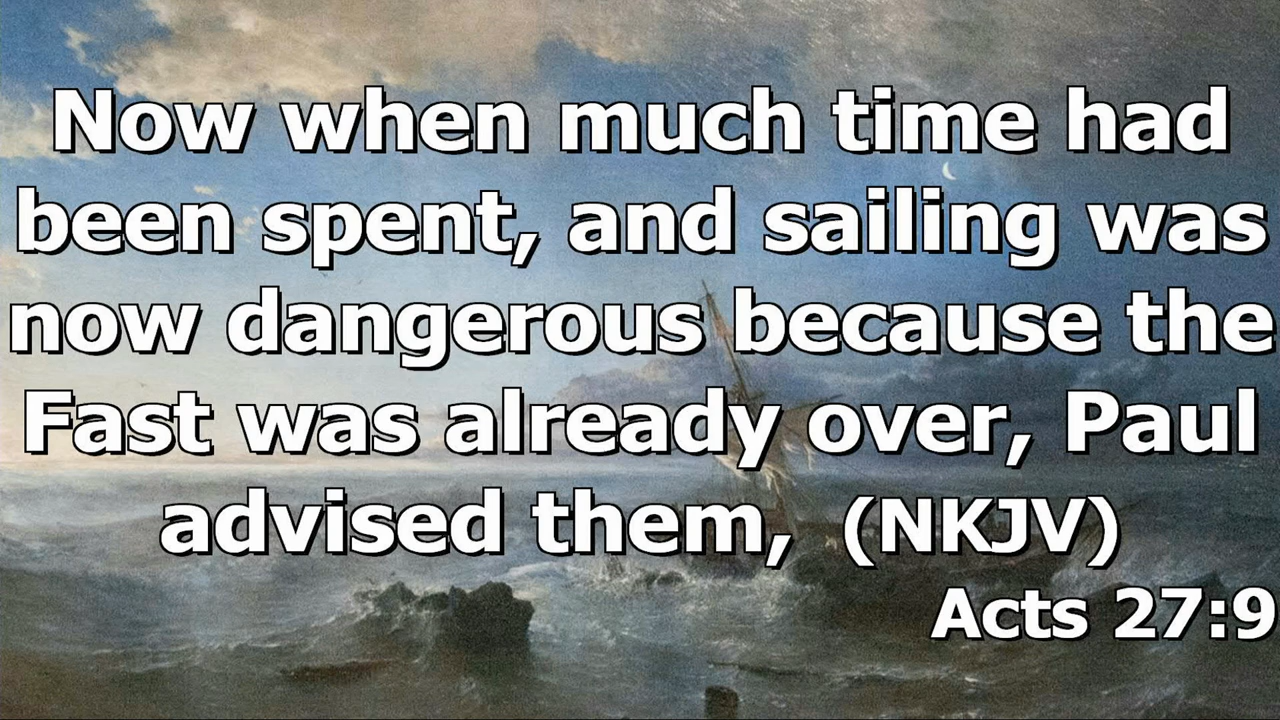 Now when much time had
been spent, and sailing was
now dangerous because the
Fast was already over, Paul
advised them,  (NKJV)
Acts 27:9